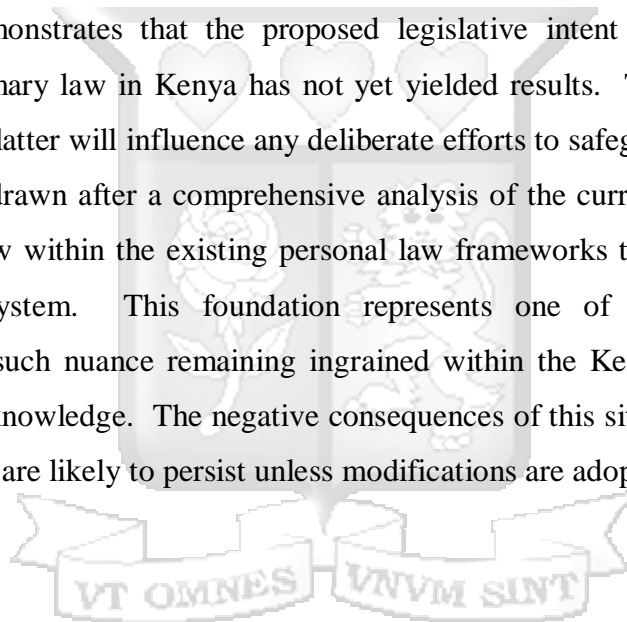 monstrates that the proposed legislative intent
nary law in Kenya has not yet yielded results.
latter will influence any deliberate efforts to safeg
drawn after a comprehensive analysis of the curr
w within the existing personal law frameworks t
ystem. This foundation represents one of
such nuance remaining ingrained within the Ke
knowledge. The negative consequences of this si
are likely to persist unless modifications are adop
VT OMNES VNVM SINT